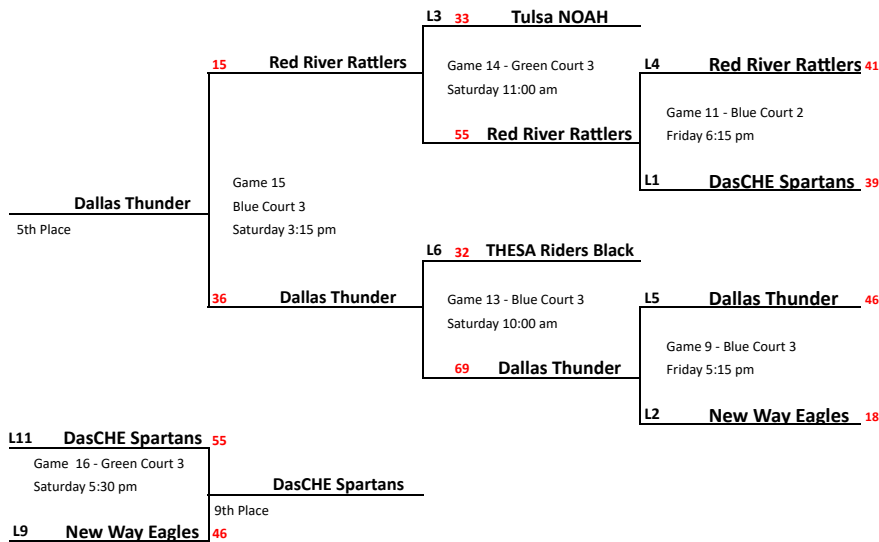 L3 33 Tulsa NOAH
15 Red River Rattlers
Game 14 - Green Court 3
Saturday 11:00 am
L4 Red River Rattlers 41
Game 11 - Blue Court 2
Friday 6:15 pm
55 Red River Rattlers
L1 DasCHE Spartans 39
Game 15
Blue Court 3
Saturday 3:15 pm
Dallas Thunder
5th Place
L6 32 THESA Riders Black
36 Dallas Thunder
Game 13 - Blue Court 3
Saturday 10:00 am
L5 Dallas Thunder 46
Game 9 - Blue Court 3
Friday 5:15 pm
69 Dallas Thunder
L2 New Way Eagles 18
L11 DasCHE Spartans 55
Game 16 - Green Court 3
Saturday 5:30 pm
DasCHE Spartans
9th Place
L9 New Way Eagles 46